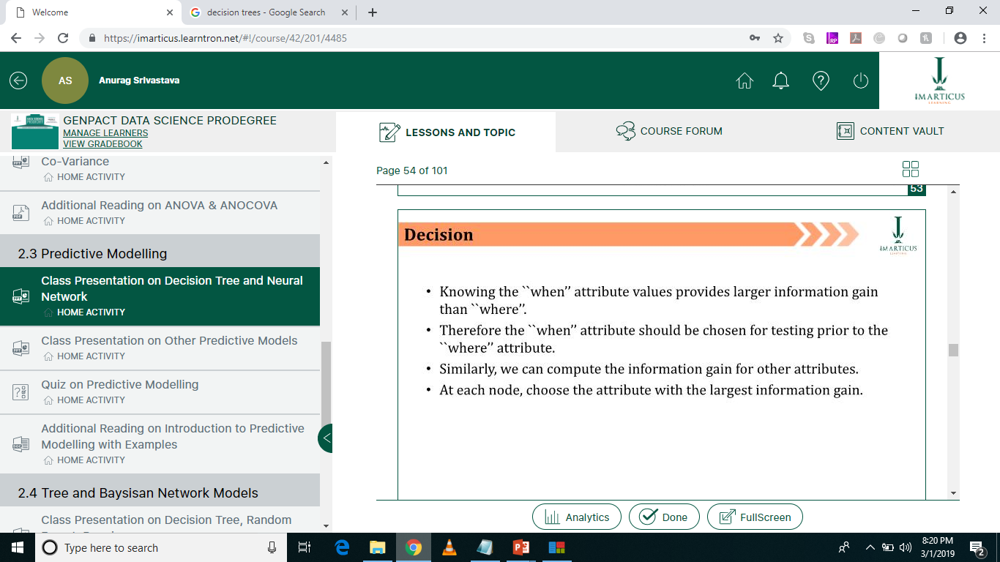 Welcome
decision trees - Google Search
https://imarticus.learntron.net/#!/course/42/201/4485
AS
Anurag Srivastava
IMARTICUS
LEARNING
GENPACT DATA SCIENCE PRODEGREE
MANAGE LEARNERS
VIEW GRADEBOOK
LESSONS AND TOPIC
COURSE FORUM
CONTENT VAULT
Co-Variance
HOME ACTIVITY
Additional Reading on ANOVA & ANOCOVA
HOME ACTIVITY
2.3 Predictive Modelling
Class Presentation on Decision Tree and Neural
Network
HOME ACTIVITY
Class Presentation on Other Predictive Models
HOME ACTIVITY
Quiz on Predictive Modelling
HOME ACTIVITY
Additional Reading on Introduction to Predictive
Modelling with Examples
HOME ACTIVITY
2.4 Tree and Baysisan Network Models
Class Presentation on Decision Tree, Random
Page 54 of 101
53
Decision
IMARTICUS
• Knowing the ``when’’ attribute values provides larger information gain
than ``where’’.
• Therefore the ``when’’ attribute should be chosen for testing prior to the
``where’’ attribute.
• Similarly, we can compute the information gain for other attributes.
• At each node, choose the attribute with the largest information gain.
Analytics
Done
FullScreen
Type here to search
8:20 PM
3/1/2019
2